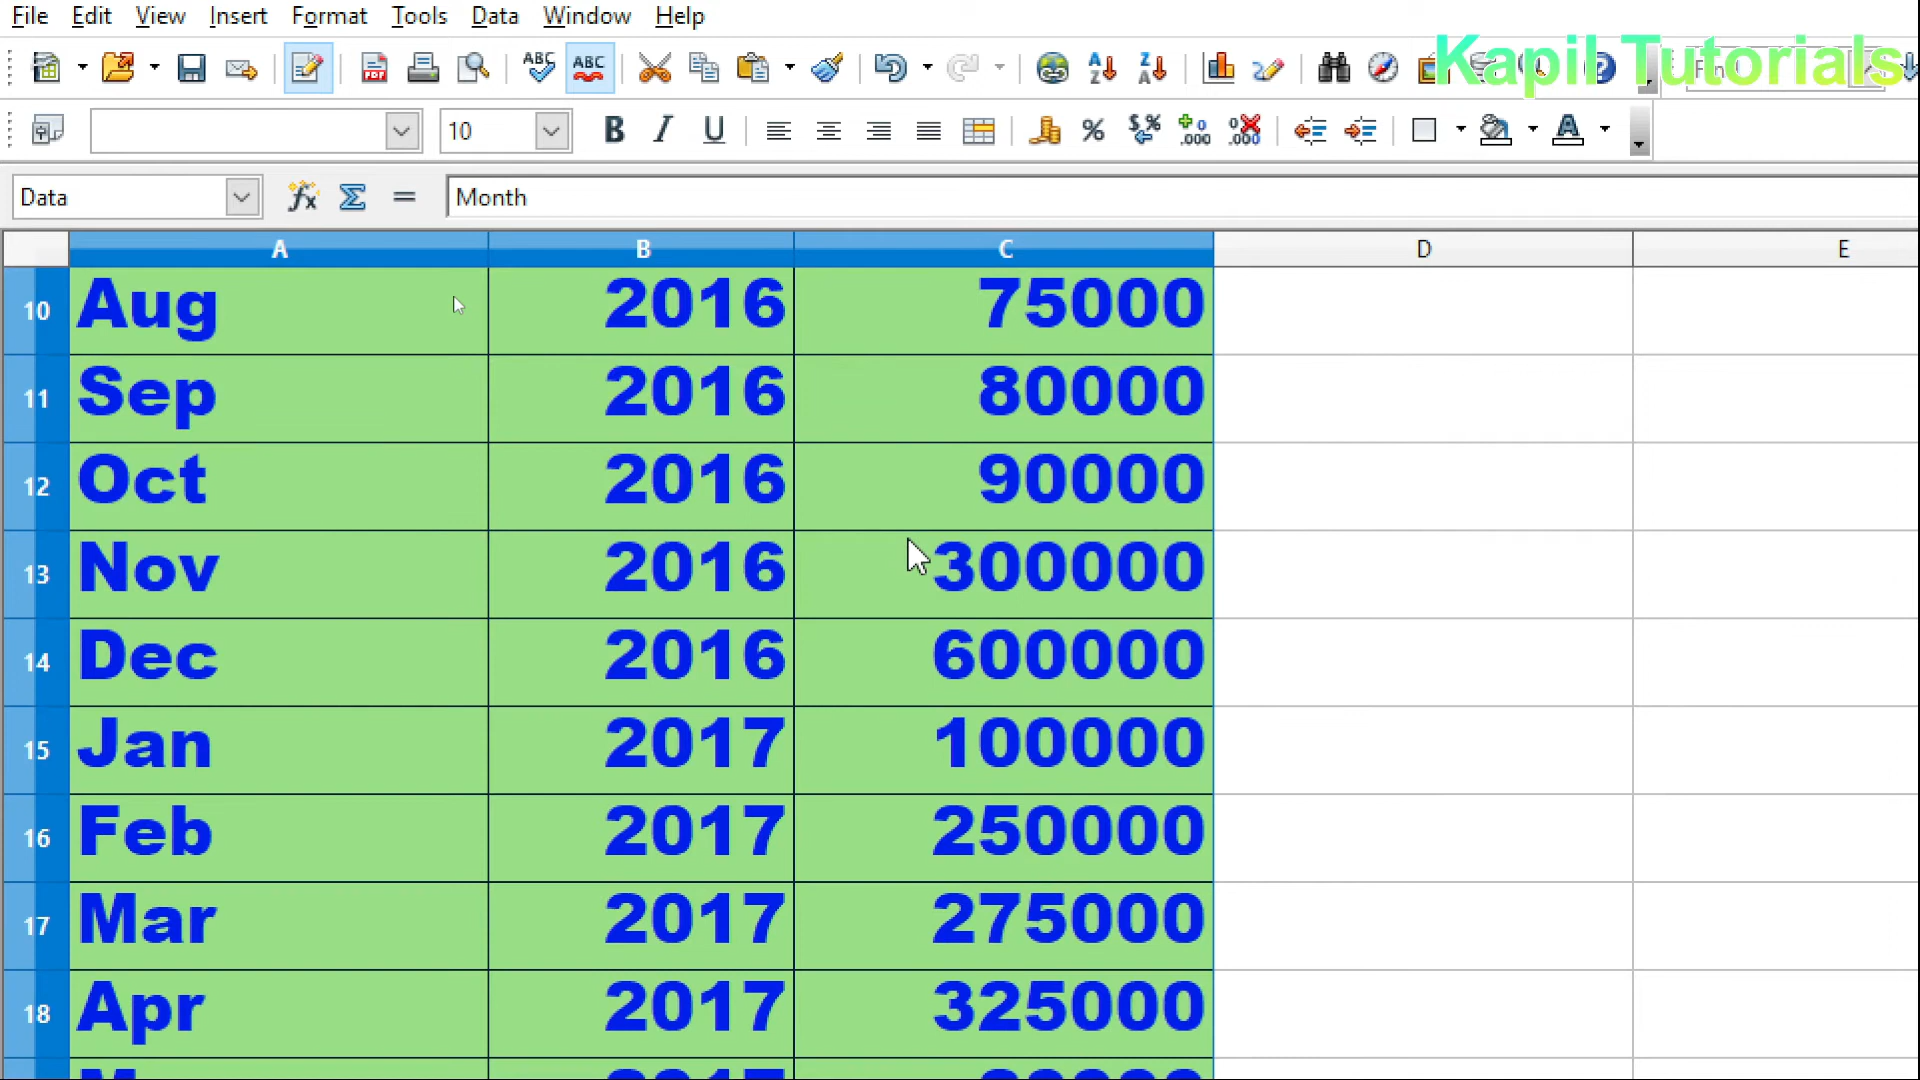 File Edit View Insert Format Tools Data Window Help
Kapil Tutorials
10
Data
Month
A B C D E
10 Aug 2016 75000
11 Sep 2016 80000
12 Oct 2016 90000
13 Nov 2016 300000
14 Dec 2016 600000
15 Jan 2017 100000
16 Feb 2017 250000
17 Mar 2017 275000
18 Apr 2017 325000